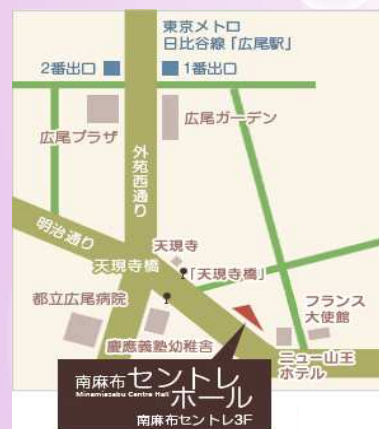 東京メトロ
日比谷線「広尾駅」
2番出口
1番出口
広尾プラザ
広尾ガーデン
外苑西通り
明治通り
天現寺
天現寺橋
「天現寺橋」
都立広尾病院
慶應義塾幼稚舎
フランス
大使館
ニュー山王
ホテル
南麻布セントレ
ホール
Minamiazabu Centre Hall
南麻布セントレ3F